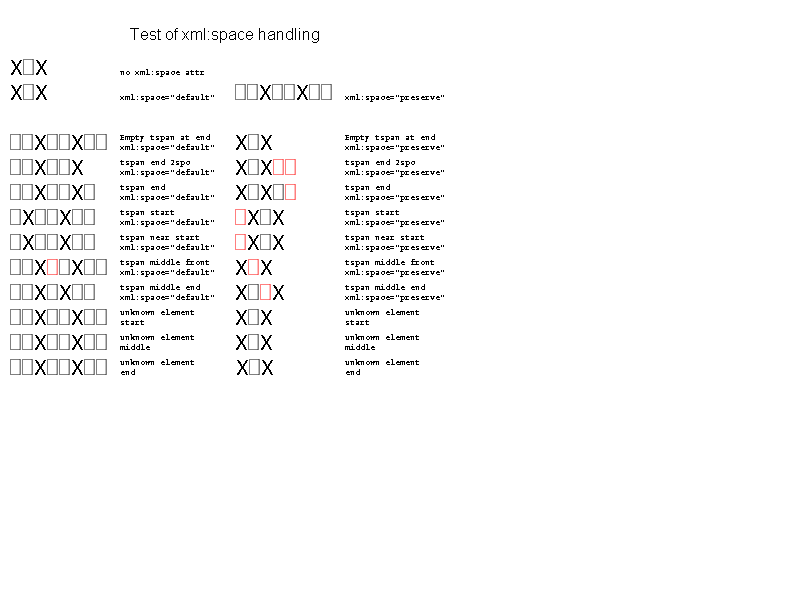 Test of xml:space handling
X□X no xml:space attr
X□X xml:space="default" □□X□□X□□ xml:space="preserve"
□□X□□X□□ Empty tspan at end X□X Empty tspan at end
xml:space="default" xml:space="preserve"
□□X□□X tspan end 2spo X□X□□ tspan end 2spo
xml:space="default" xml:space="preserve"
□□X□□X□ tspan end X□X□□ tspan end
xml:space="default" xml:space="preserve"
□X□□X□□ tspan start □X□X tspan start
xml:space="default" xml:space="preserve"
□X□□X□□ tspan near start □X□X tspan near start
xml:space="default" xml:space="preserve"
□□X□□X□□ tspan middle front X□X tspan middle front
xml:space="default" xml:space="preserve"
□□X□X□□ tspan middle end X□□X tspan middle end
xml:space="default" xml:space="preserve"
□□X□□X□□ unknown element X□X unknown element
start start
□□X□□X□□ unknown element X□X unknown element
middle middle
□□X□□X□□ unknown element X□X unknown element
end end